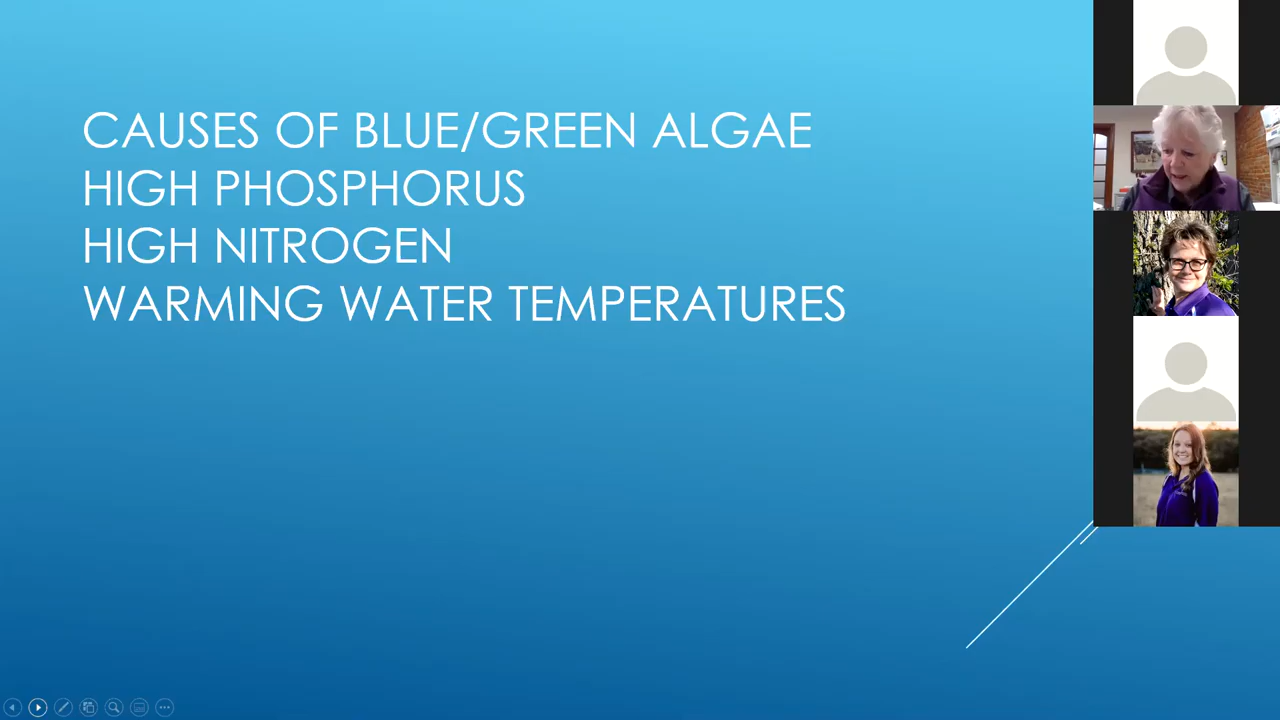 CAUSES OF BLUE/GREEN ALGAE
HIGH PHOSPHORUS
HIGH NITROGEN
WARMING WATER TEMPERATURES